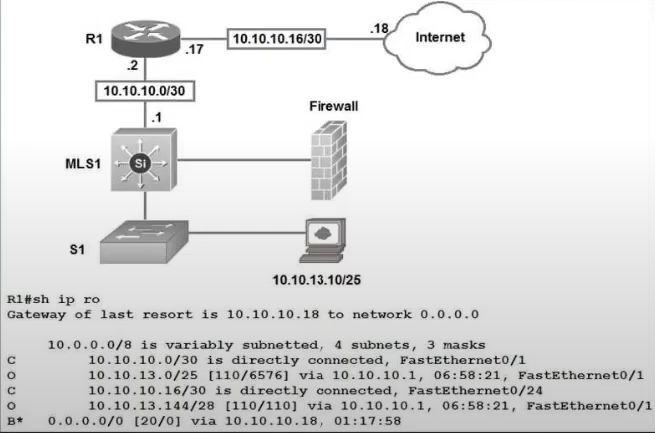 R1
.17
10.10.10.16/30
.18
Internet
.2
10.10.10.0/30
.1
Firewall
MLS1
Si
S1
10.10.13.10/25
R1#sh ip ro
Gateway of last resort is 10.10.10.18 to network 0.0.0.0
10.0.0.0/8 is variably subnetted, 4 subnets, 3 masks
C 10.10.10.0/30 is directly connected, FastEthernet0/1
O 10.10.13.0/25 [110/6576] via 10.10.10.1, 06:58:21, FastEthernet0/1
C 10.10.10.16/30 is directly connected, FastEthernet0/24
O 10.10.13.144/28 [110/110] via 10.10.10.1, 06:58:21, FastEthernet0/1
B* 0.0.0.0/0 [20/0] via 10.10.10.18, 01:17:58